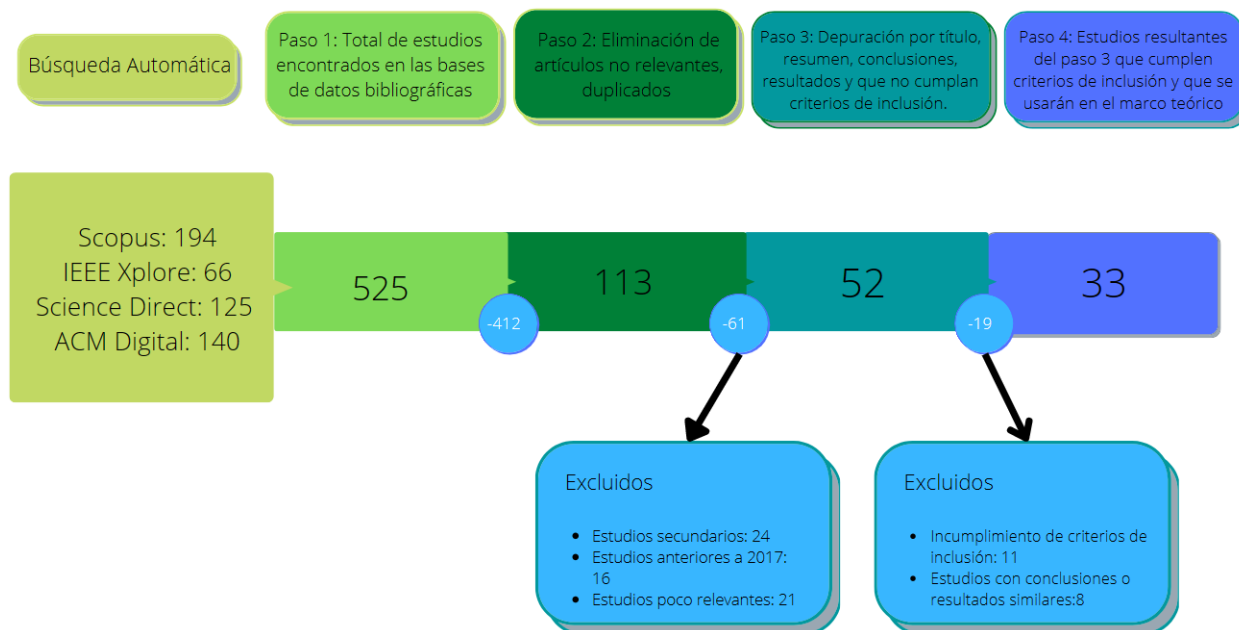 Búsqueda Automática
Paso 1: Total de estudios
encontrados en las bases
de datos bibliográficas
Paso 2: Eliminación de
artículos no relevantes,
duplicados
Paso 3: Depuración por título,
resumen, conclusiones,
resultados y que no cumplan
criterios de inclusión.
Paso 4: Estudios resultantes
del paso 3 que cumplen
criterios de inclusión y que se
usarán en el marco teórico
Scopus: 194
IEEE Xplore: 66
Science Direct: 125
ACM Digital: 140
525
113
52
33
-412
-61
-19
Excluidos
• Estudios secundarios: 24
• Estudios anteriores a 2017:
16
• Estudios poco relevantes: 21
Excluidos
• Incumplimiento de criterios de
inclusión: 11
• Estudios con conclusiones o
resultados similares:8